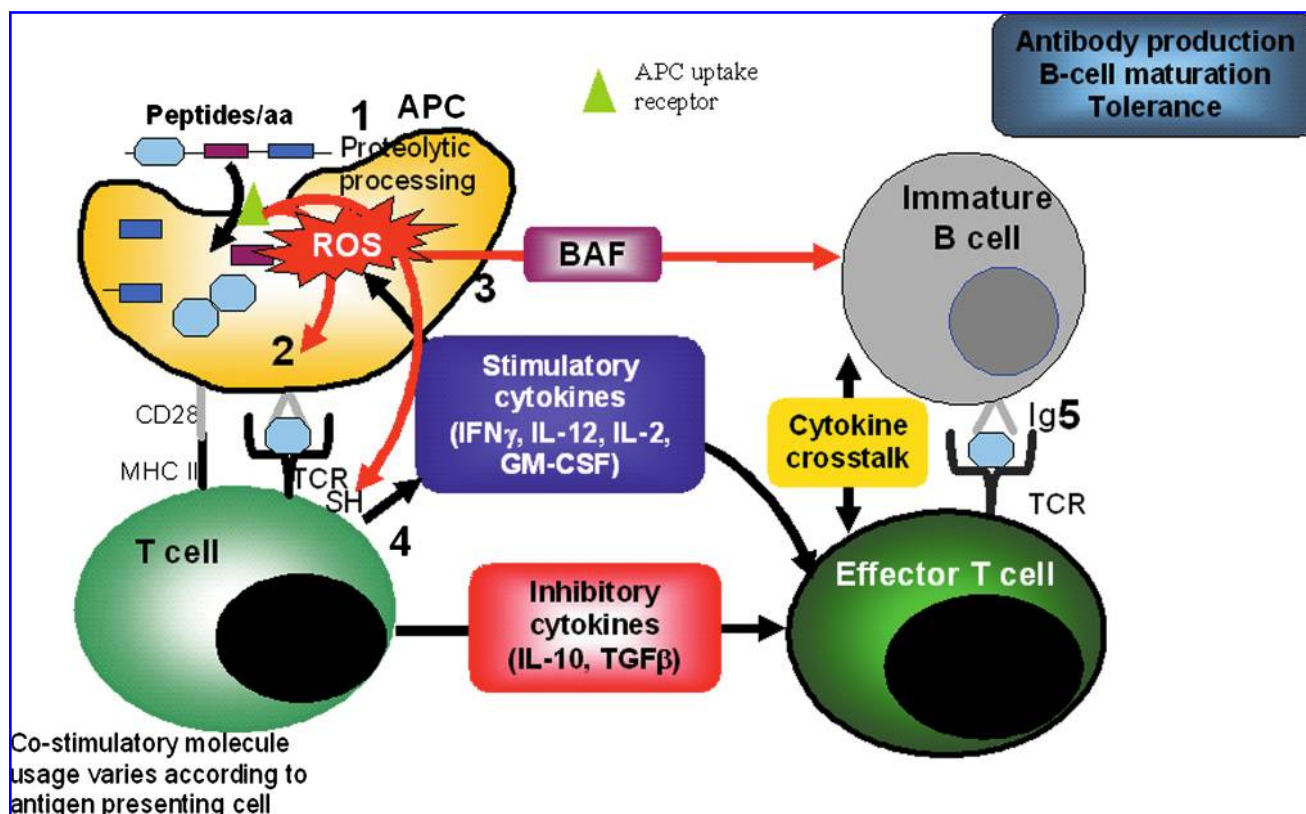 Antibody production
B-cell maturation
Tolerance
APC uptake
receptor
Peptides/aa
1
APC
Proteolytic
processing
ROS
BAF
Immature
B cell
3
2
Stimulatory
cytokines
(IFNγ, IL-12, IL-2,
GM-CSF)
Cytokine
crosstalk
CD28
MHC II
TCR
SH
Ig5
TCR
4
T cell
Effector T cell
Inhibitory
cytokines
(IL-10, TGFβ)
Co-stimulatory molecule
usage varies according to
antigen presenting cell